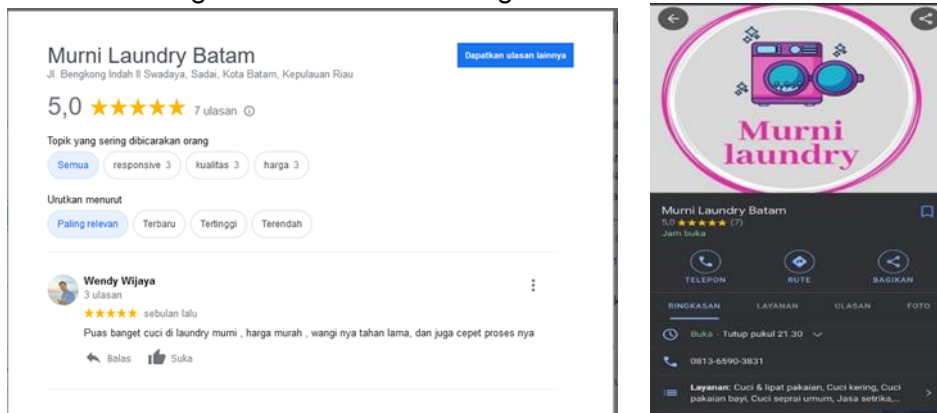 Murni Laundry Batam
Jl. Bengkong Indah II Swadaya, Sadai, Kota Batam, Kepulauan Riau
Dapatkan ulasan lainnya
5,0 7 ulasan
Topik yang sering dibicarakan orang
Semua responsive 3 kualitas 3 harga 3
Urutkan menurut
Paling relevan Terbaru Tertinggi Terendah
Wendy Wijaya
3 ulasan
sebulan lalu
Puas banget cuci di laundry murni , harga murah , wangi nya tahan lama, dan juga cepet proses nya
Balas Suka
Murni
laundry
Murni Laundry Batam
5,0 (7)
Jam buka
TELEPON RUTE BAGIKAN
RINGKASAN LAYANAN ULASAN FOTO
Buka · Tutup pukul 21.30
0813-6590-3831
Layanan: Cuci & lipat pakaian, Cuci kering, Cuci
pakaian bayi, Cuci seprai umum, Jasa setrika,...